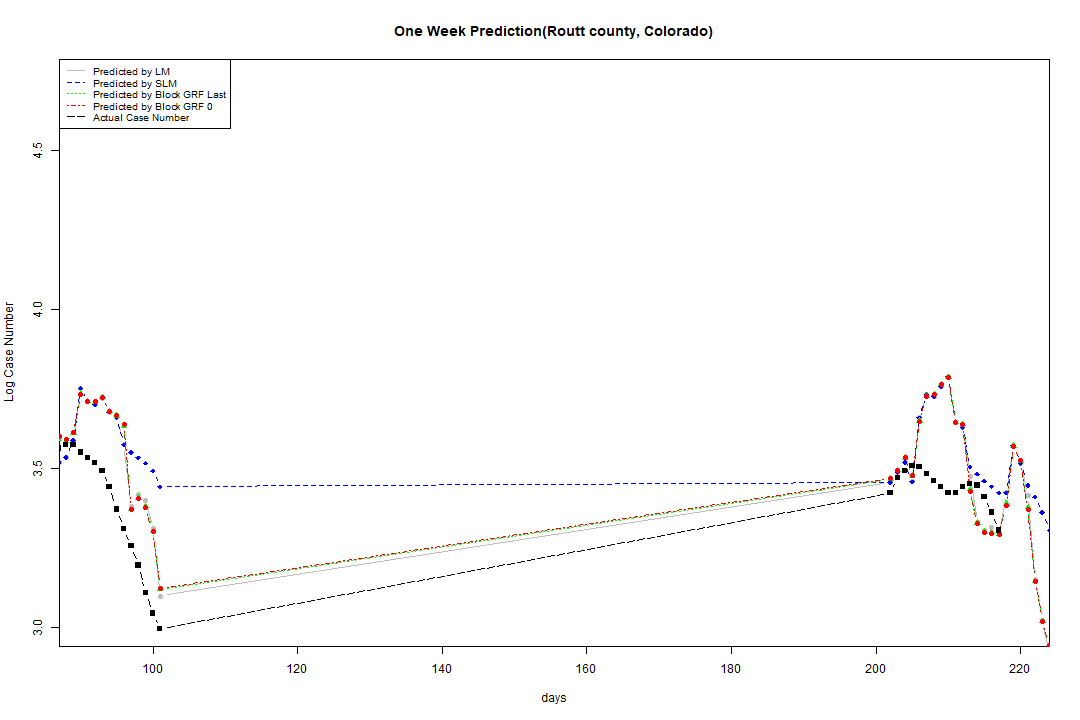 One Week Prediction(Routt county, Colorado)
Predicted by LM
Predicted by SLM
Predicted by Block GRF Last
Predicted by Block GRF 0
Actual Case Number
4.5
4.0
3.5
3.0
Log Case Number
100 120 140 160 180 200 220
days